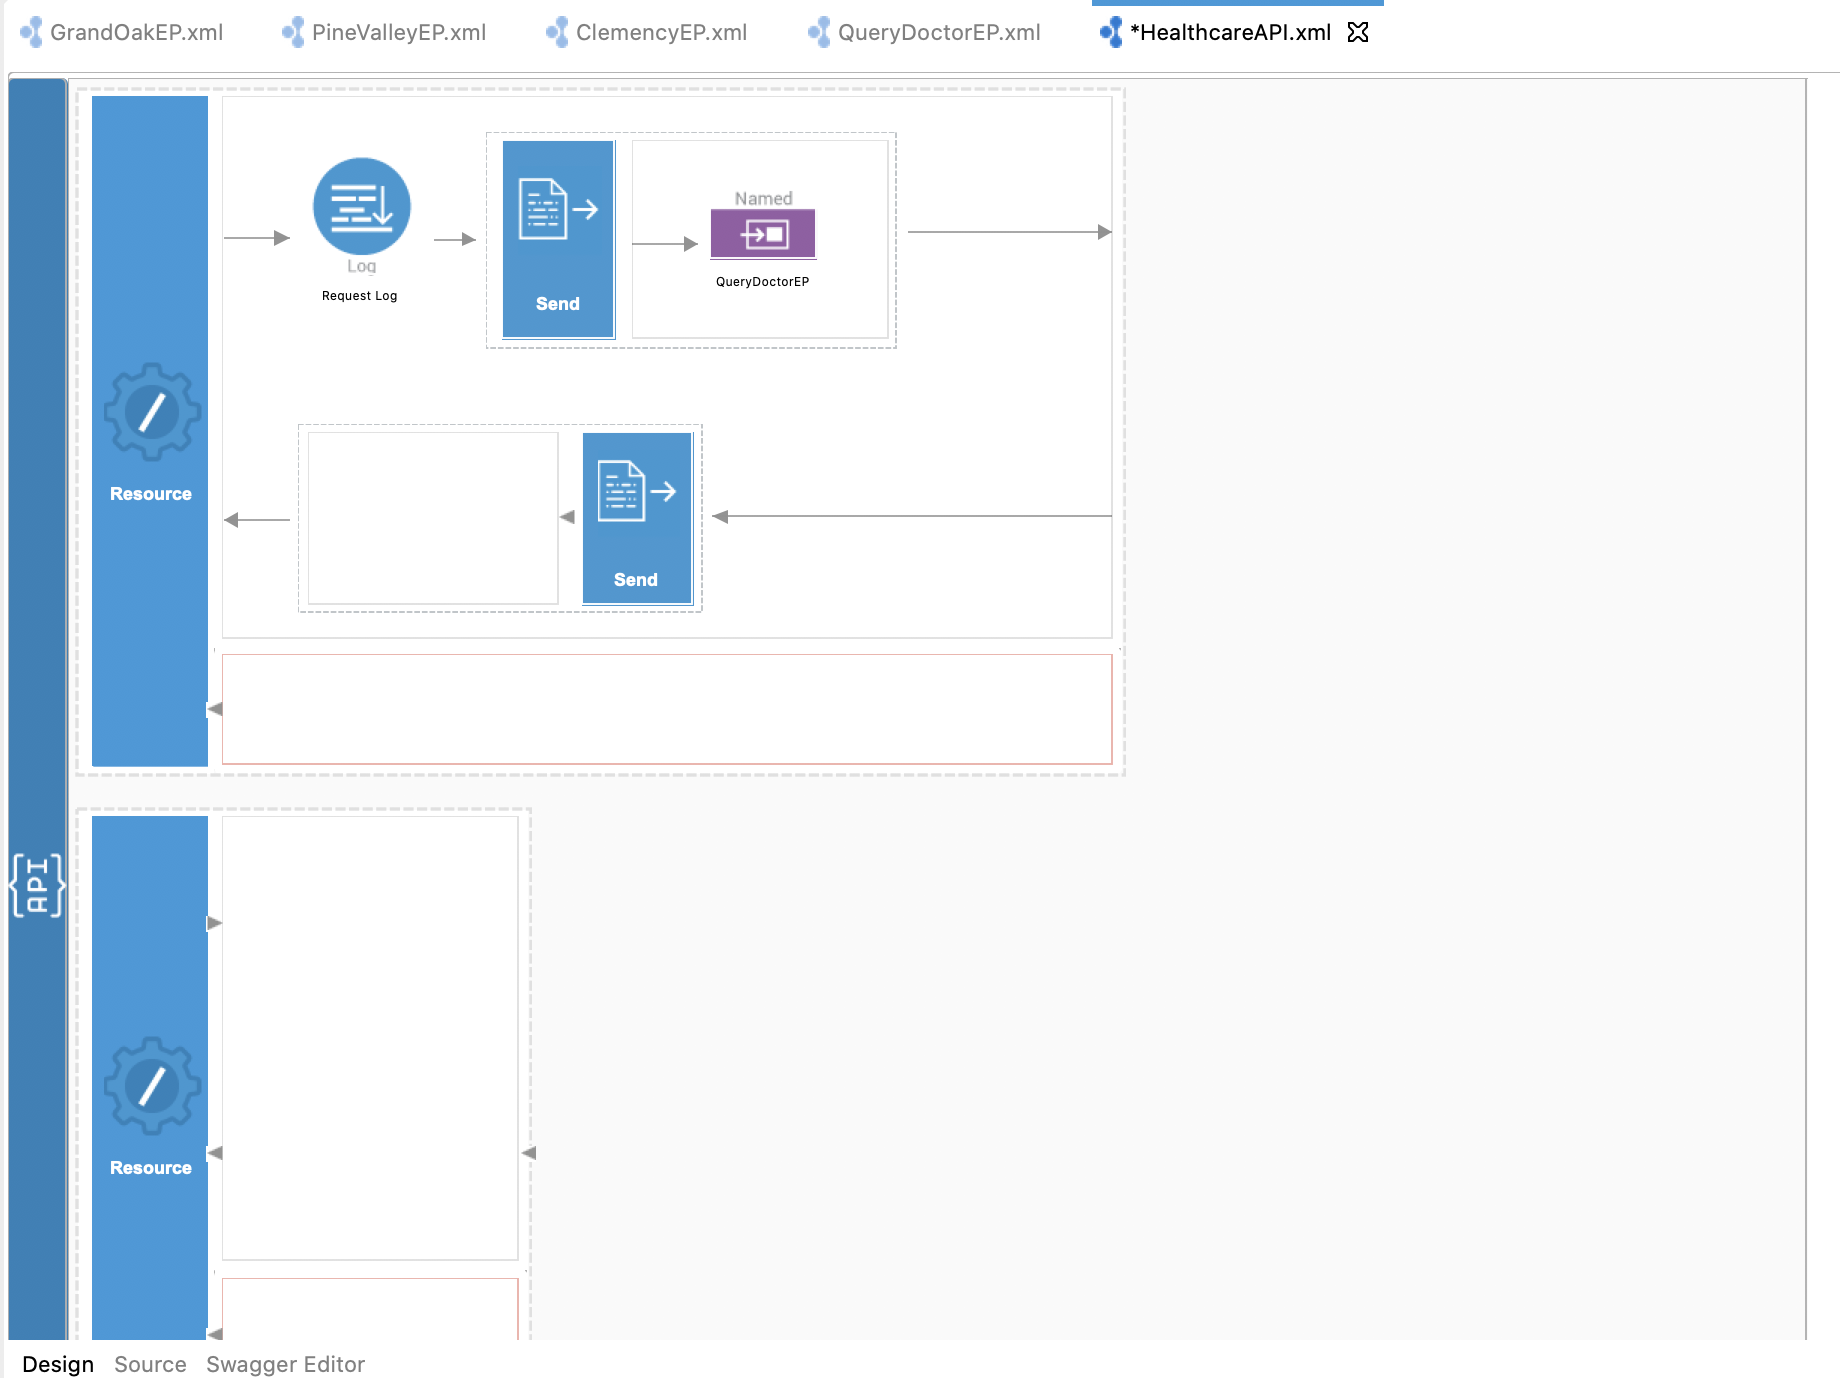 GrandOakEP.xml
PineValleyEP.xml
ClemencyEP.xml
QueryDoctorEP.xml
*HealthcareAPI.xml
Log
Request Log
Send
Named
QueryDoctorEP
Resource
Send
API
Resource
Design
Source
Swagger Editor